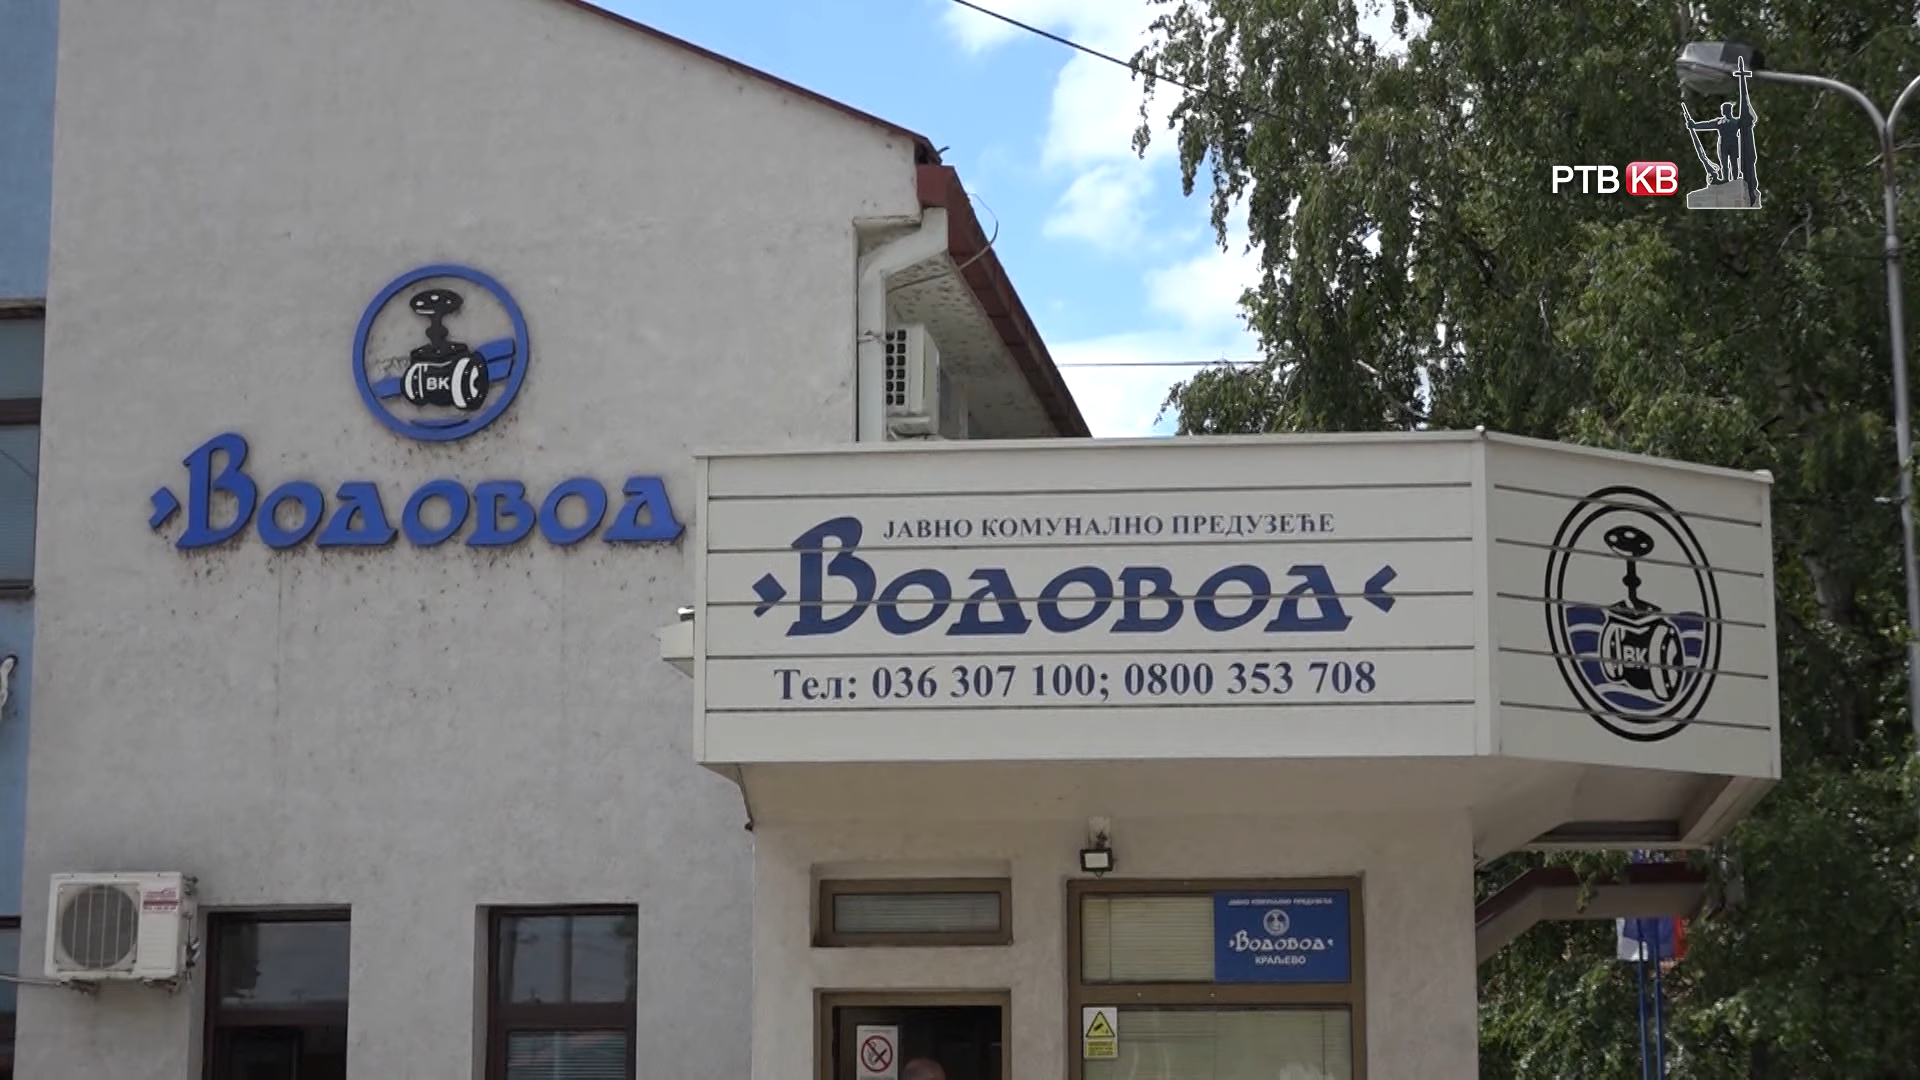 РТВ КВ
ВК
›Водовод
ЈАВНО КОМУНАЛНО ПРЕДУЗЕЋЕ
›Водовод‹
Тел: 036 307 100; 0800 353 708
ВК
ЈАВНО КОМУНАЛНО ПРЕДУЗЕЋЕ
›Водовод‹
КРАЉЕВО